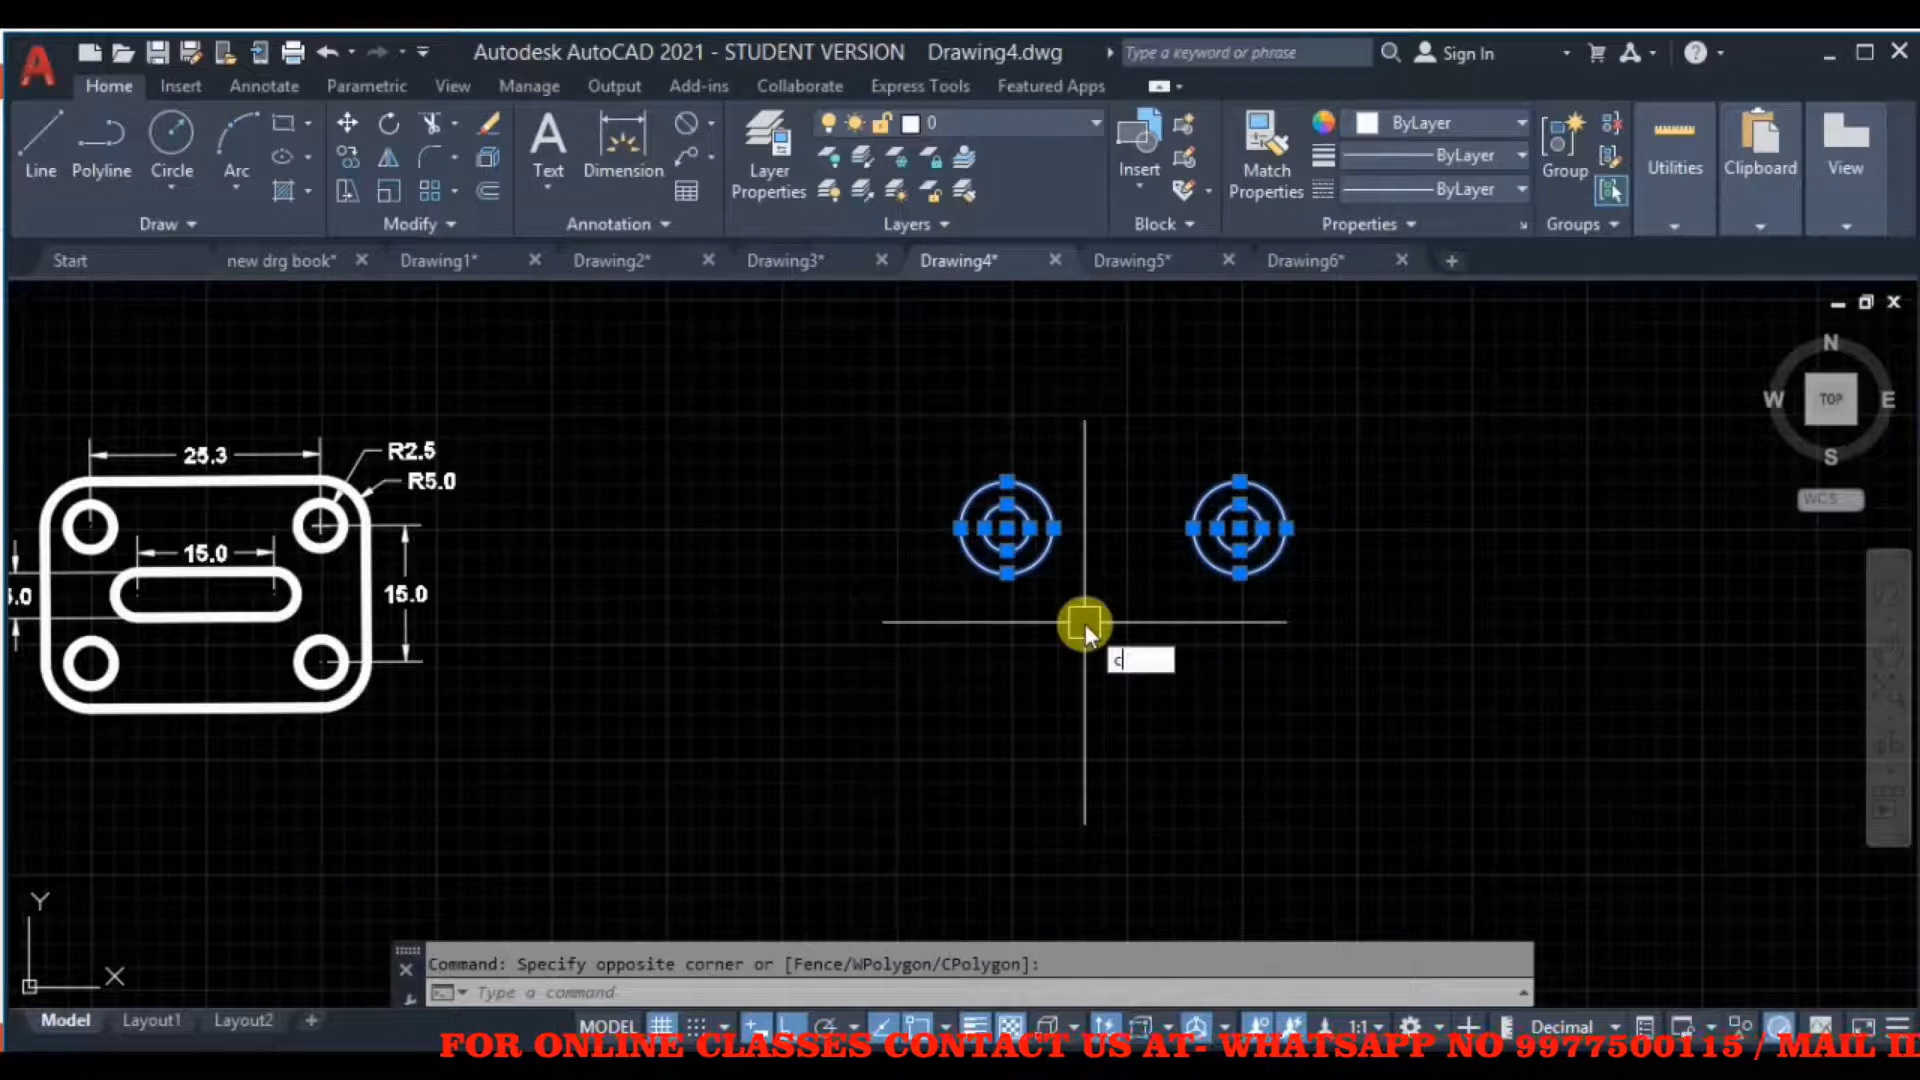 Autodesk AutoCAD 2021 - STUDENT VERSION Drawing4.dwg
Type a keyword or phrase
Sign In
Home Insert Annotate Parametric View Manage Output Add-ins Collaborate Express Tools Featured Apps
0
ByLayer
ByLayer
ByLayer
Line Polyline Circle Arc
Text Dimension
Layer Properties
Insert
Match Properties
Group Utilities Clipboard View
Draw Modify Annotation Layers Block Properties Groups
Start new drg book* Drawing1* Drawing2* Drawing3* Drawing4* Drawing5* Drawing6*
N
W TOP E
S
WCS
25.3
R2.5
R5.0
15.0
15.0
5.0
c
Y
X
Command: Specify opposite corner or [Fence/WPolygon/CPolygon]:
Type a command
Model Layout1 Layout2 +
MODEL 1:1 Decimal
FOR ONLINE CLASSES CONTACT US AT- WHATSAPP NO 9977500115 / MAIL